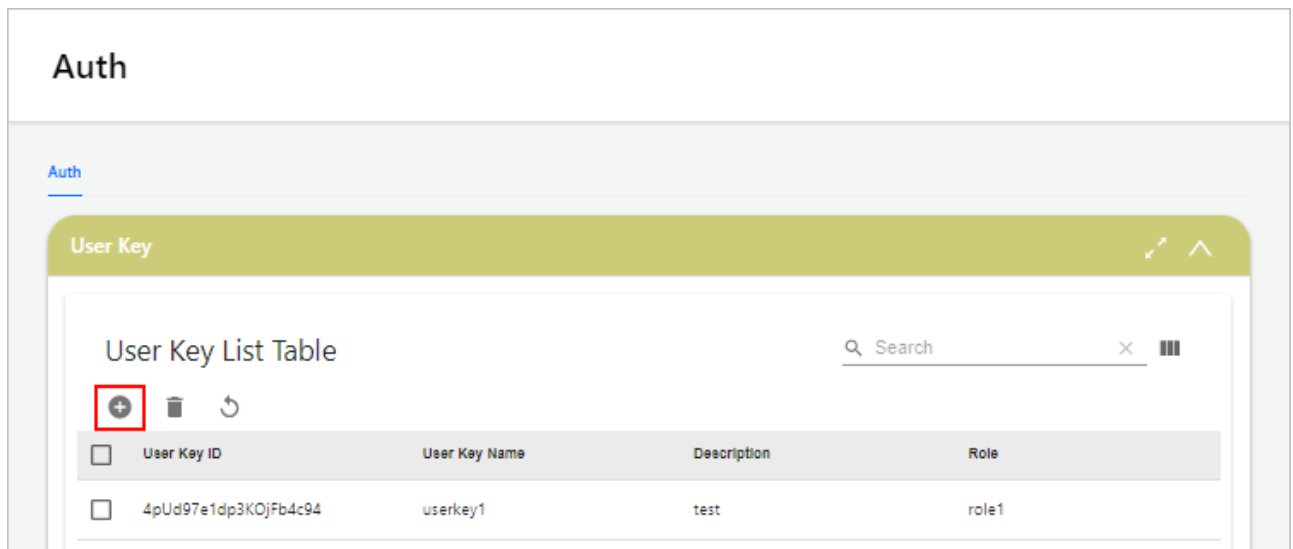 Auth
Auth
User Key
User Key List Table
Search
User Key ID User Key Name Description Role
4pUd97e1dp3KOjFb4c94 userkey1 test role1